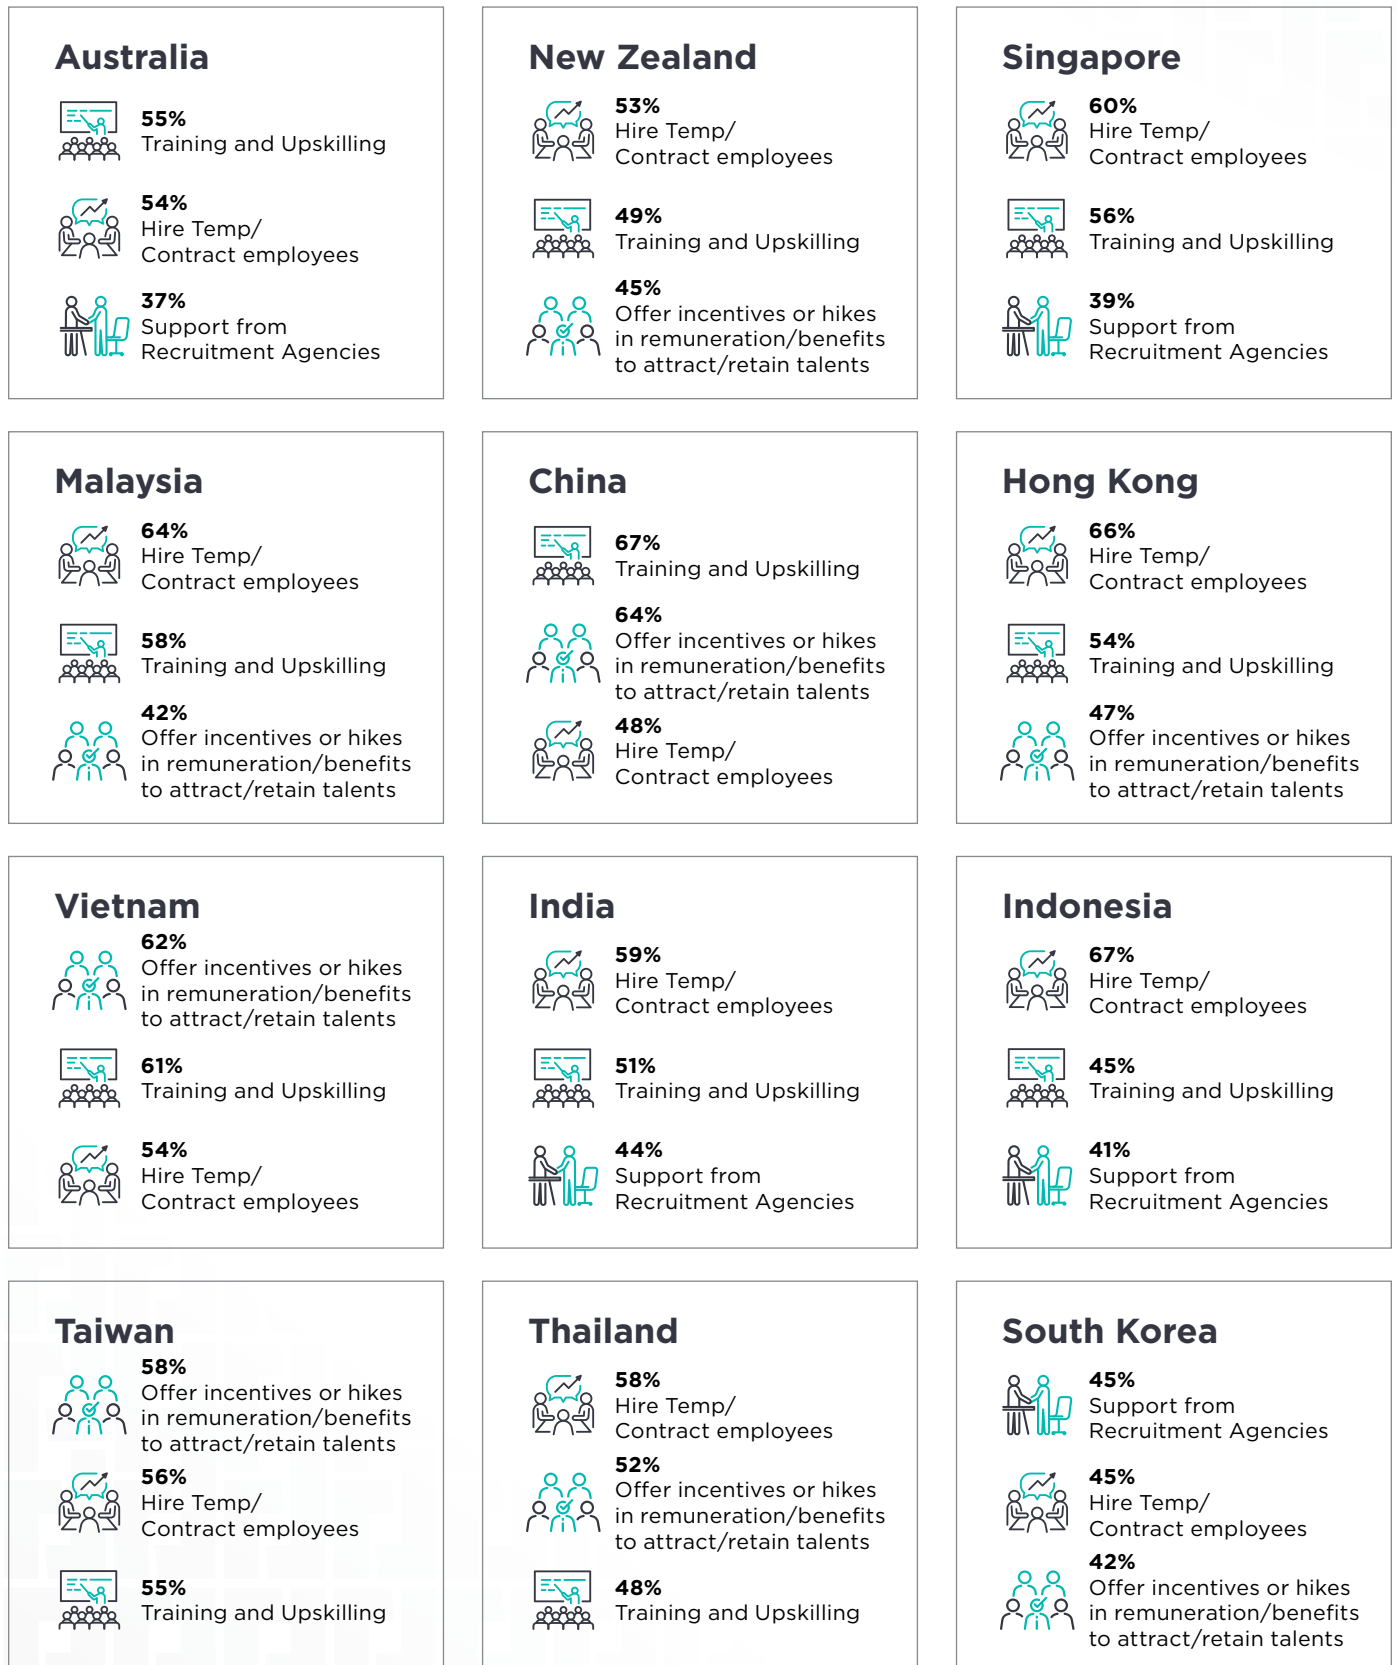 Australia
55%
Training and Upskilling
54%
Hire Temp/
Contract employees
37%
Support from
Recruitment Agencies
New Zealand
53%
Hire Temp/
Contract employees
49%
Training and Upskilling
45%
Offer incentives or hikes
in remuneration/benefits
to attract/retain talents
Singapore
60%
Hire Temp/
Contract employees
56%
Training and Upskilling
39%
Support from
Recruitment Agencies
Malaysia
64%
Hire Temp/
Contract employees
58%
Training and Upskilling
42%
Offer incentives or hikes
in remuneration/benefits
to attract/retain talents
China
67%
Training and Upskilling
64%
Offer incentives or hikes
in remuneration/benefits
to attract/retain talents
48%
Hire Temp/
Contract employees
Hong Kong
66%
Hire Temp/
Contract employees
54%
Training and Upskilling
47%
Offer incentives or hikes
in remuneration/benefits
to attract/retain talents
Vietnam
62%
Offer incentives or hikes
in remuneration/benefits
to attract/retain talents
61%
Training and Upskilling
54%
Hire Temp/
Contract employees
India
59%
Hire Temp/
Contract employees
51%
Training and Upskilling
44%
Support from
Recruitment Agencies
Indonesia
67%
Hire Temp/
Contract employees
45%
Training and Upskilling
41%
Support from
Recruitment Agencies
Taiwan
58%
Offer incentives or hikes
in remuneration/benefits
to attract/retain talents
56%
Hire Temp/
Contract employees
55%
Training and Upskilling
Thailand
58%
Hire Temp/
Contract employees
52%
Offer incentives or hikes
in remuneration/benefits
to attract/retain talents
48%
Training and Upskilling
South Korea
45%
Support from
Recruitment Agencies
45%
Hire Temp/
Contract employees
42%
Offer incentives or hikes
in remuneration/benefits
to attract/retain talents